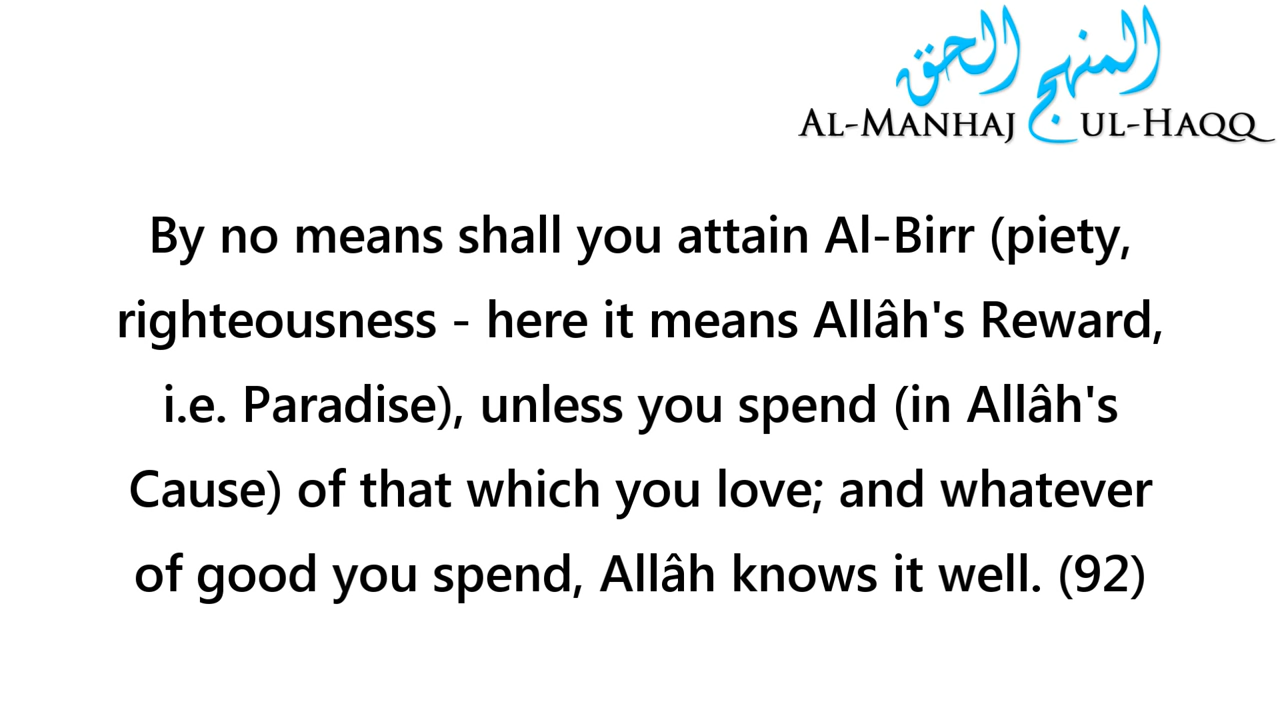 المنهج الحق
AL-MANHAJ UL-HAQQ
By no means shall you attain Al-Birr (piety,
righteousness - here it means Allâh's Reward,
i.e. Paradise), unless you spend (in Allâh's
Cause) of that which you love; and whatever
of good you spend, Allâh knows it well. (92)